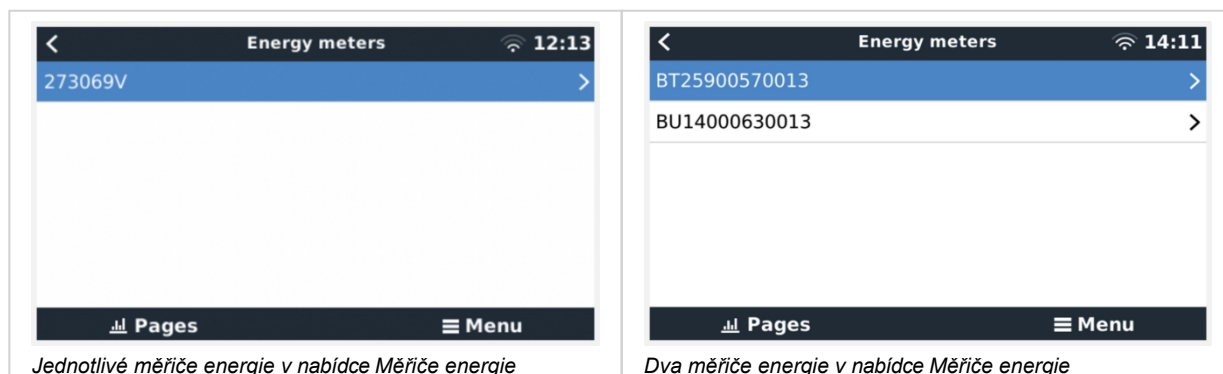 Energy meters 12:13
273069V
Pages Menu
Jednotlivé měřiče energie v nabídce Měřiče energie
Energy meters 14:11
BT25900570013
BU14000630013
Pages Menu
Dva měřiče energie v nabídce Měřiče energie